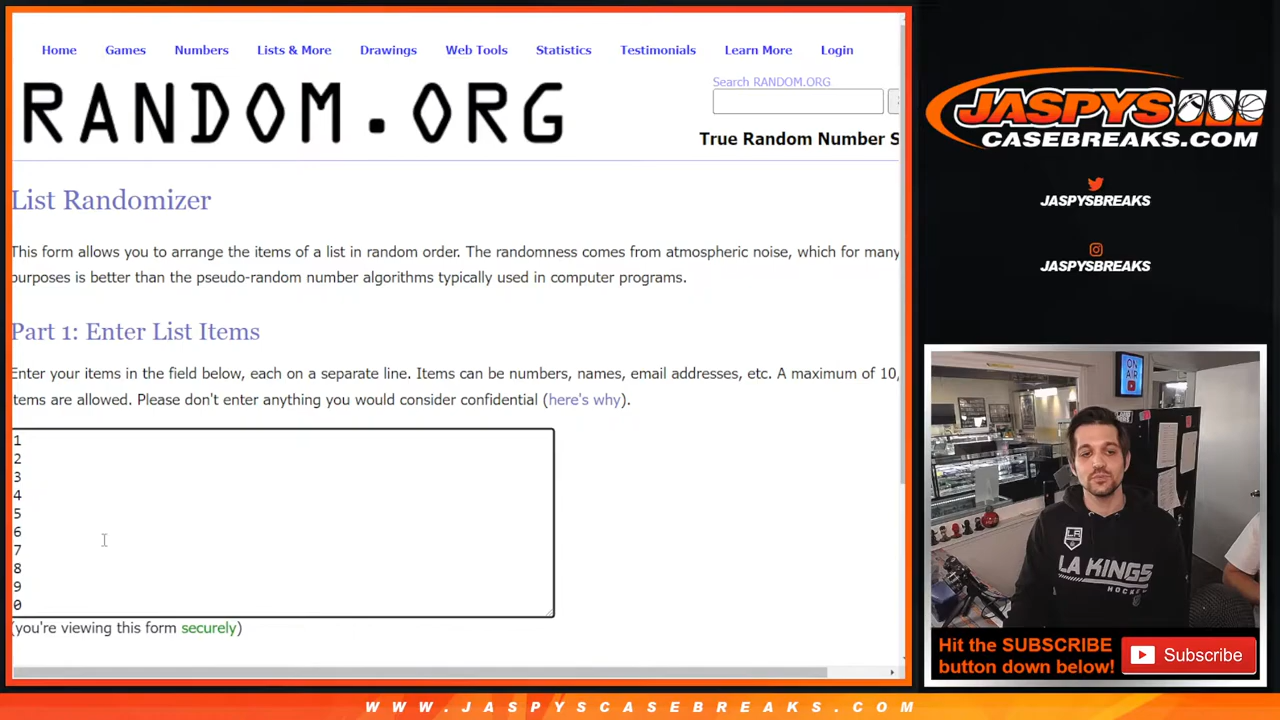 Home Games Numbers Lists & More Drawings Web Tools Statistics Testimonials Learn More Login
RANDOM.ORG
Search RANDOM.ORG
True Random Number S
List Randomizer
This form allows you to arrange the items of a list in random order. The randomness comes from atmospheric noise, which for many
purposes is better than the pseudo-random number algorithms typically used in computer programs.
Part 1: Enter List Items
Enter your items in the field below, each on a separate line. Items can be numbers, names, email addresses, etc. A maximum of 10,
items are allowed. Please don't enter anything you would consider confidential (here's why).
1
2
3
4
5
6
7
8
9
0
(you're viewing this form securely)
JASPYS
CASEBREAKS.COM
JASPYSBREAKS
JASPYSBREAKS
ON
AIR
LA
LA KINGS
HOCKEY
Hit the SUBSCRIBE
button down below!
Subscribe
WWW.JASPYSCASEBREAKS.COM